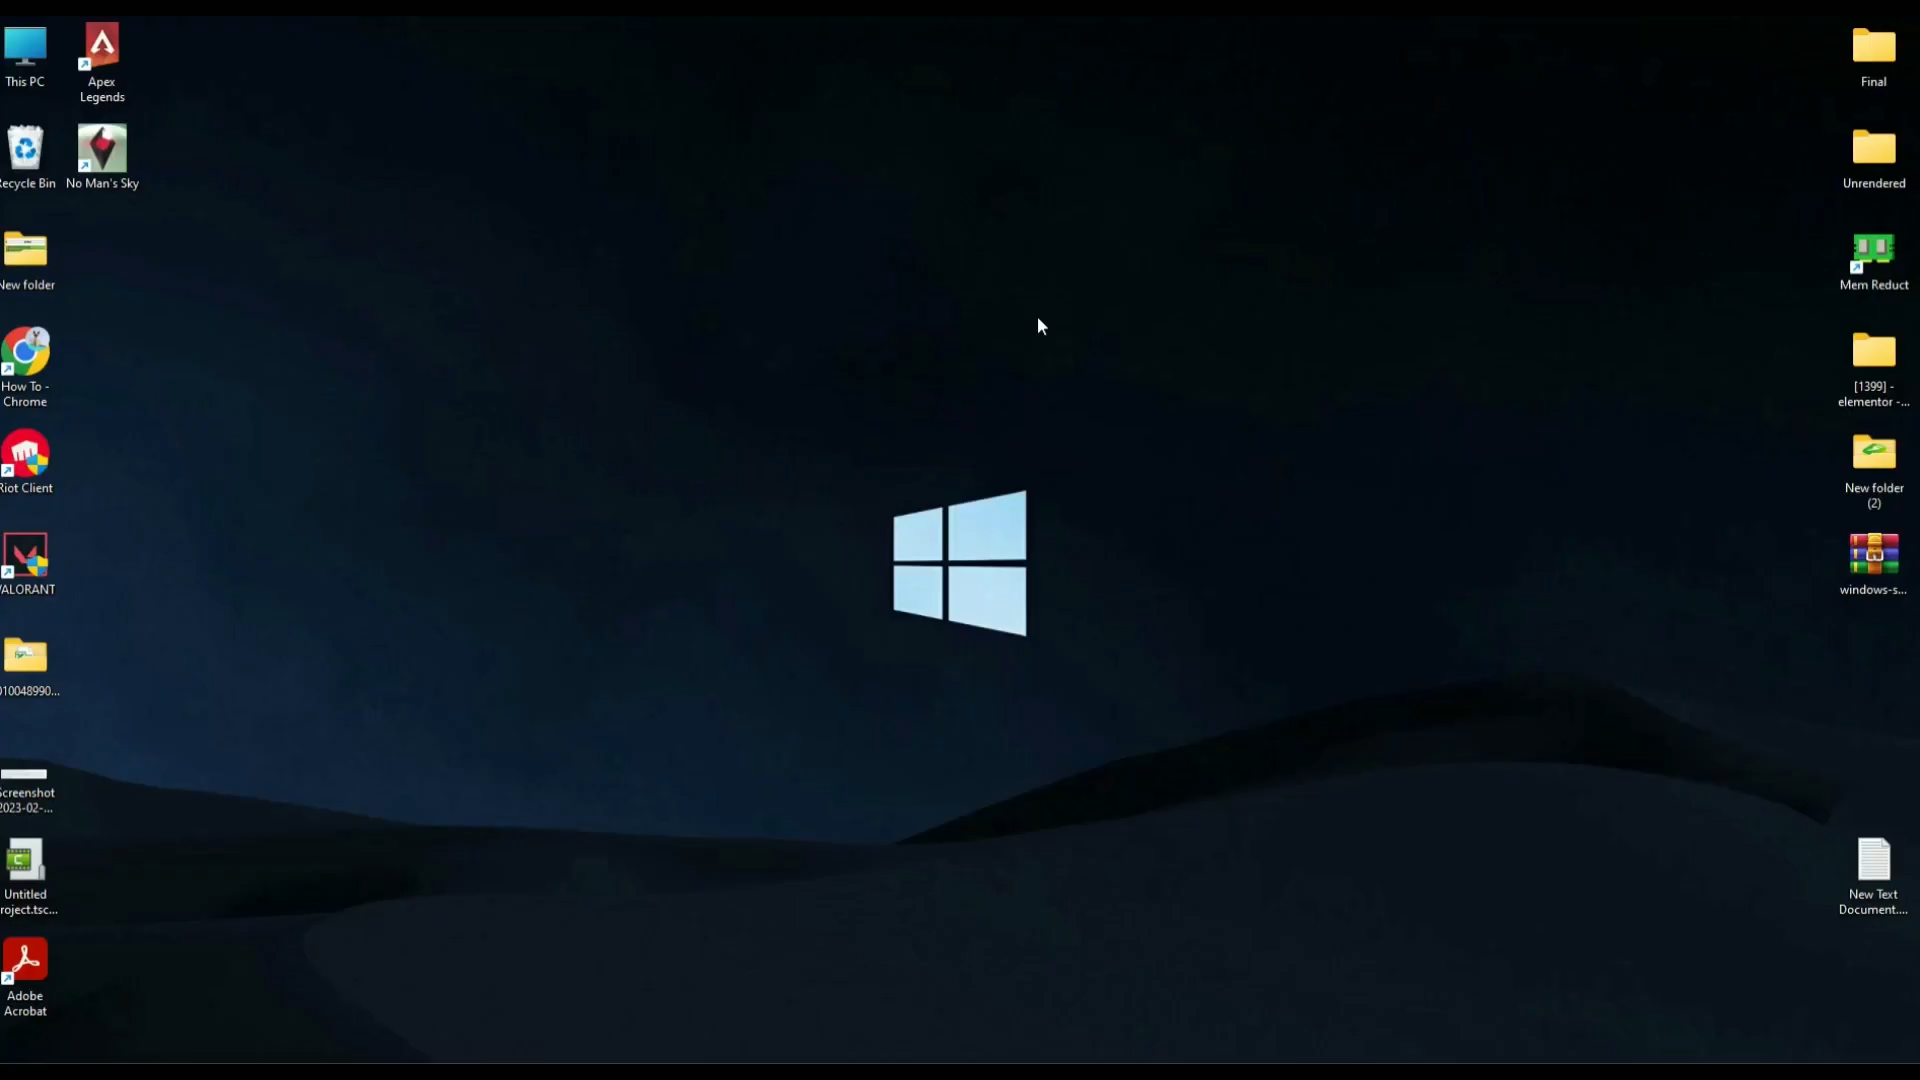 This PC
Apex
Legends
Recycle Bin
No Man's Sky
New folder
How To -
Chrome
Riot Client
VALORANT
010048990...
Screenshot
2023-02-...
Untitled
roject.tsc...
Adobe
Acrobat
Final
Unrendered
Mem Reduct
[1399] -
elementor -...
New folder
(2)
windows-s...
New Text
Document....